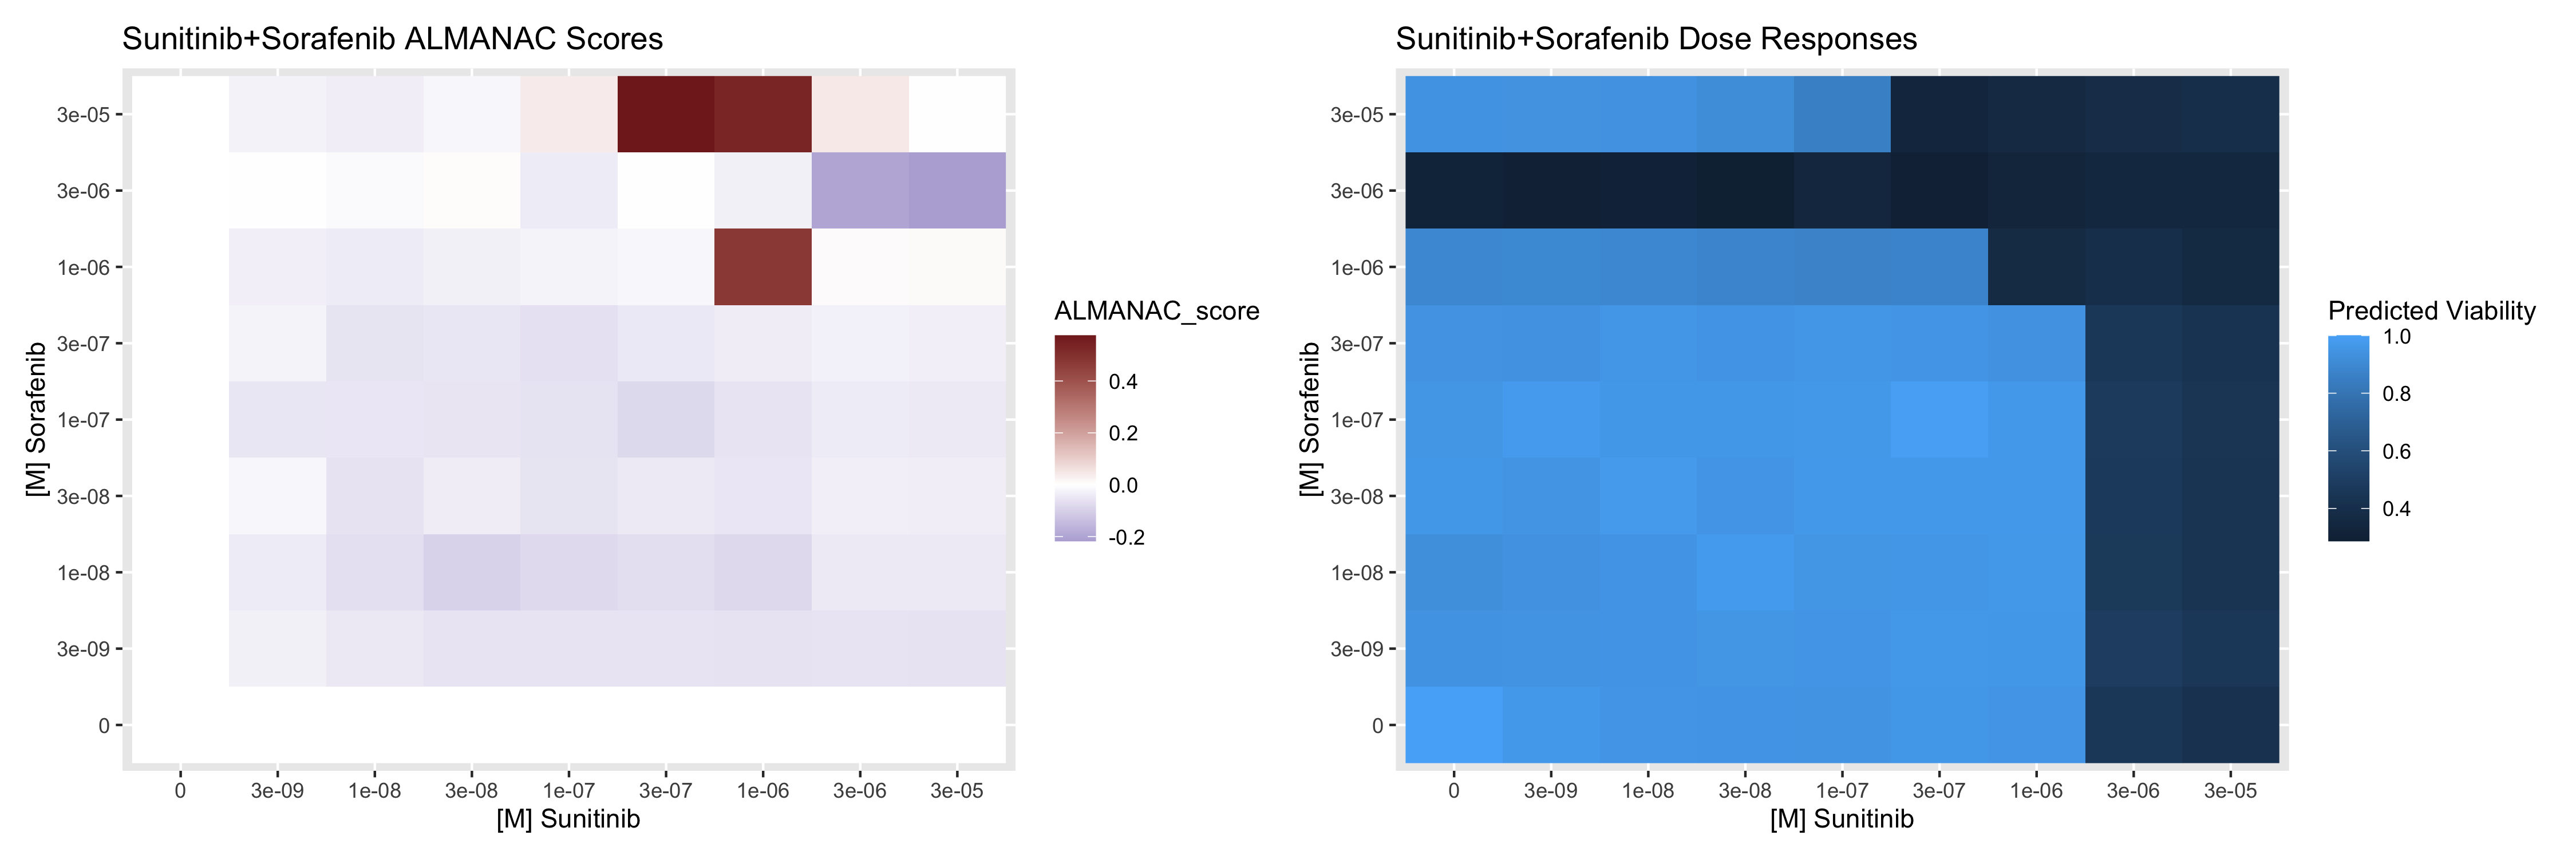 Sunitinib+Sorafenib ALMANAC Scores
3e-05
3e-06
1e-06
3e-07
1e-07
3e-08
1e-08
3e-09
0
[M] Sorafenib
0 3e-09 1e-08 3e-08 1e-07 3e-07 1e-06 3e-06 3e-05
[M] Sunitinib
ALMANAC_score
0.4
0.2
0.0
-0.2
Sunitinib+Sorafenib Dose Responses
3e-05
3e-06
1e-06
3e-07
1e-07
3e-08
1e-08
3e-09
0
[M] Sorafenib
0 3e-09 1e-08 3e-08 1e-07 3e-07 1e-06 3e-06 3e-05
[M] Sunitinib
Predicted Viability
1.0
0.8
0.6
0.4